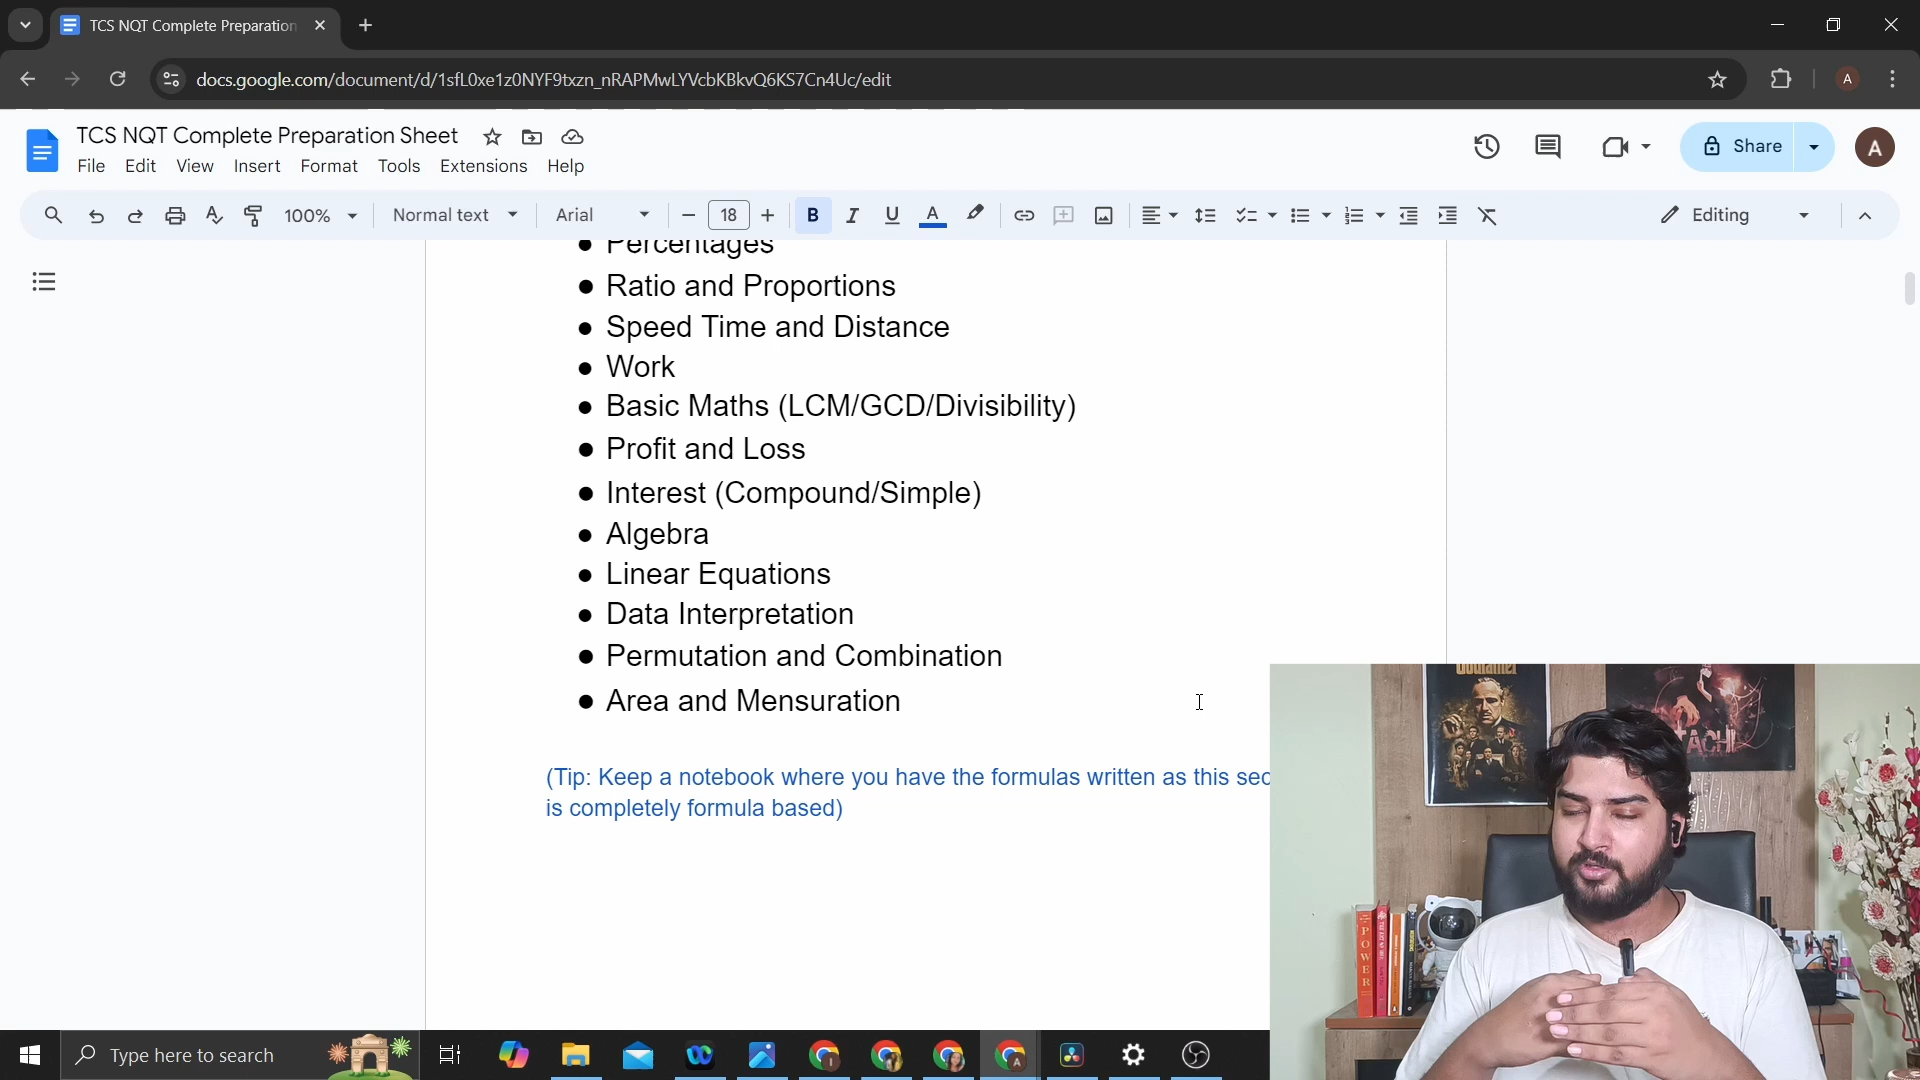 TCS NQT Complete Preparation
docs.google.com/document/d/1sfL0xe1z0NYF9txzn_nRAPMwLYVcbKBkvQ6KS7Cn4Uc/edit
A
TCS NQT Complete Preparation Sheet
File Edit View Insert Format Tools Extensions Help
Share
A
100% Normal text Arial 18 B I U A Editing
Percentages
Ratio and Proportions
Speed Time and Distance
Work
Basic Maths (LCM/GCD/Divisibility)
Profit and Loss
Interest (Compound/Simple)
Algebra
Linear Equations
Data Interpretation
Permutation and Combination
Area and Mensuration
(Tip: Keep a notebook where you have the formulas written as this sec
is completely formula based)
Godfather
POWER
Type here to search